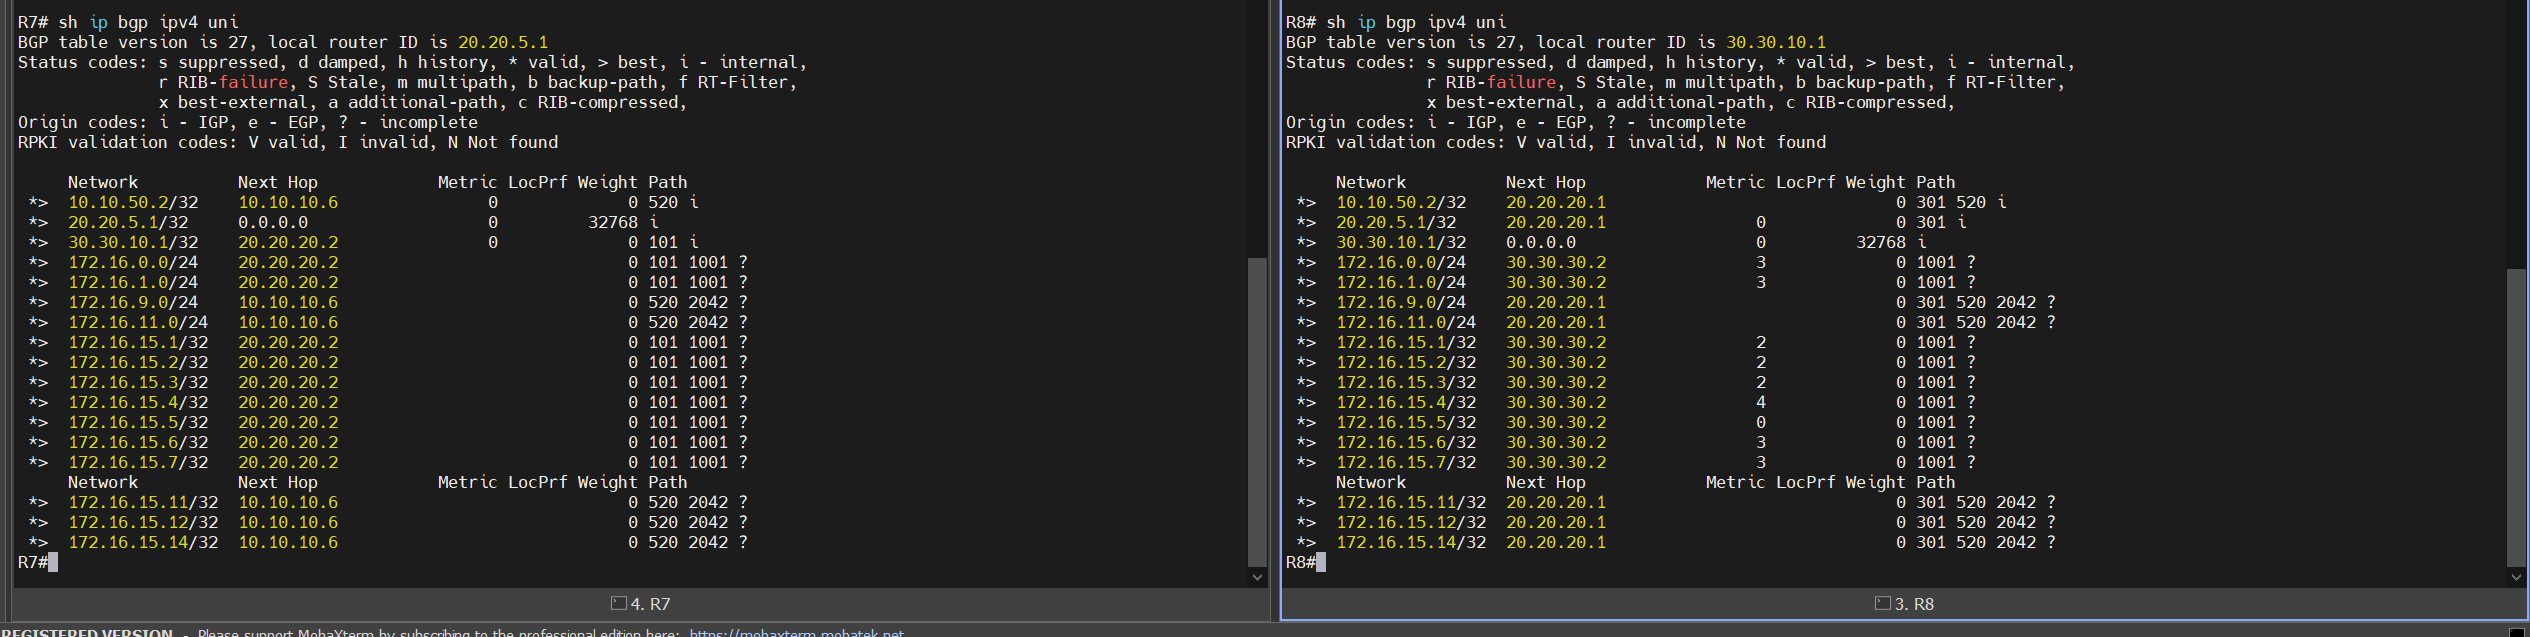 R7# sh ip bgp ipv4 uni
BGP table version is 27, local router ID is 20.20.5.1
Status codes: s suppressed, d damped, h history, * valid, > best, i - internal,
              r RIB-failure, S Stale, m multipath, b backup-path, f RT-Filter,
              x best-external, a additional-path, c RIB-compressed,
Origin codes: i - IGP, e - EGP, ? - incomplete
RPKI validation codes: V valid, I invalid, N Not found
     Network          Next Hop            Metric LocPrf Weight Path
 *>  10.10.50.2/32    10.10.10.6               0             0 520 i
 *>  20.20.5.1/32     0.0.0.0                  0         32768 i
 *>  30.30.10.1/32    20.20.20.2               0             0 101 i
 *>  172.16.0.0/24    20.20.20.2                             0 101 1001 ?
 *>  172.16.1.0/24    20.20.20.2                             0 101 1001 ?
 *>  172.16.9.0/24    10.10.10.6                             0 520 2042 ?
 *>  172.16.11.0/24   10.10.10.6                             0 520 2042 ?
 *>  172.16.15.1/32   20.20.20.2                             0 101 1001 ?
 *>  172.16.15.2/32   20.20.20.2                             0 101 1001 ?
 *>  172.16.15.3/32   20.20.20.2                             0 101 1001 ?
 *>  172.16.15.4/32   20.20.20.2                             0 101 1001 ?
 *>  172.16.15.5/32   20.20.20.2                             0 101 1001 ?
 *>  172.16.15.6/32   20.20.20.2                             0 101 1001 ?
 *>  172.16.15.7/32   20.20.20.2                             0 101 1001 ?
     Network          Next Hop            Metric LocPrf Weight Path
 *>  172.16.15.11/32  10.10.10.6                             0 520 2042 ?
 *>  172.16.15.12/32  10.10.10.6                             0 520 2042 ?
 *>  172.16.15.14/32  10.10.10.6                             0 520 2042 ?
R7#
4. R7
R8# sh ip bgp ipv4 uni
BGP table version is 27, local router ID is 30.30.10.1
Status codes: s suppressed, d damped, h history, * valid, > best, i - internal,
              r RIB-failure, S Stale, m multipath, b backup-path, f RT-Filter,
              x best-external, a additional-path, c RIB-compressed,
Origin codes: i - IGP, e - EGP, ? - incomplete
RPKI validation codes: V valid, I invalid, N Not found
     Network          Next Hop            Metric LocPrf Weight Path
 *>  10.10.50.2/32    20.20.20.1                             0 301 520 i
 *>  20.20.5.1/32     20.20.20.1               0             0 301 i
 *>  30.30.10.1/32    0.0.0.0                  0         32768 i
 *>  172.16.0.0/24    30.30.30.2               3             0 1001 ?
 *>  172.16.1.0/24    30.30.30.2               3             0 1001 ?
 *>  172.16.9.0/24    20.20.20.1                             0 301 520 2042 ?
 *>  172.16.11.0/24   20.20.20.1                             0 301 520 2042 ?
 *>  172.16.15.1/32   30.30.30.2               2             0 1001 ?
 *>  172.16.15.2/32   30.30.30.2               2             0 1001 ?
 *>  172.16.15.3/32   30.30.30.2               2             0 1001 ?
 *>  172.16.15.4/32   30.30.30.2               4             0 1001 ?
 *>  172.16.15.5/32   30.30.30.2               0             0 1001 ?
 *>  172.16.15.6/32   30.30.30.2               3             0 1001 ?
 *>  172.16.15.7/32   30.30.30.2               3             0 1001 ?
     Network          Next Hop            Metric LocPrf Weight Path
 *>  172.16.15.11/32  20.20.20.1                             0 301 520 2042 ?
 *>  172.16.15.12/32  20.20.20.1                             0 301 520 2042 ?
 *>  172.16.15.14/32  20.20.20.1                             0 301 520 2042 ?
R8#
3. R8
REGISTERED VERSION - Please support MobaXterm by subscribing to the professional edition here: https://mobaxterm.mobatek.net